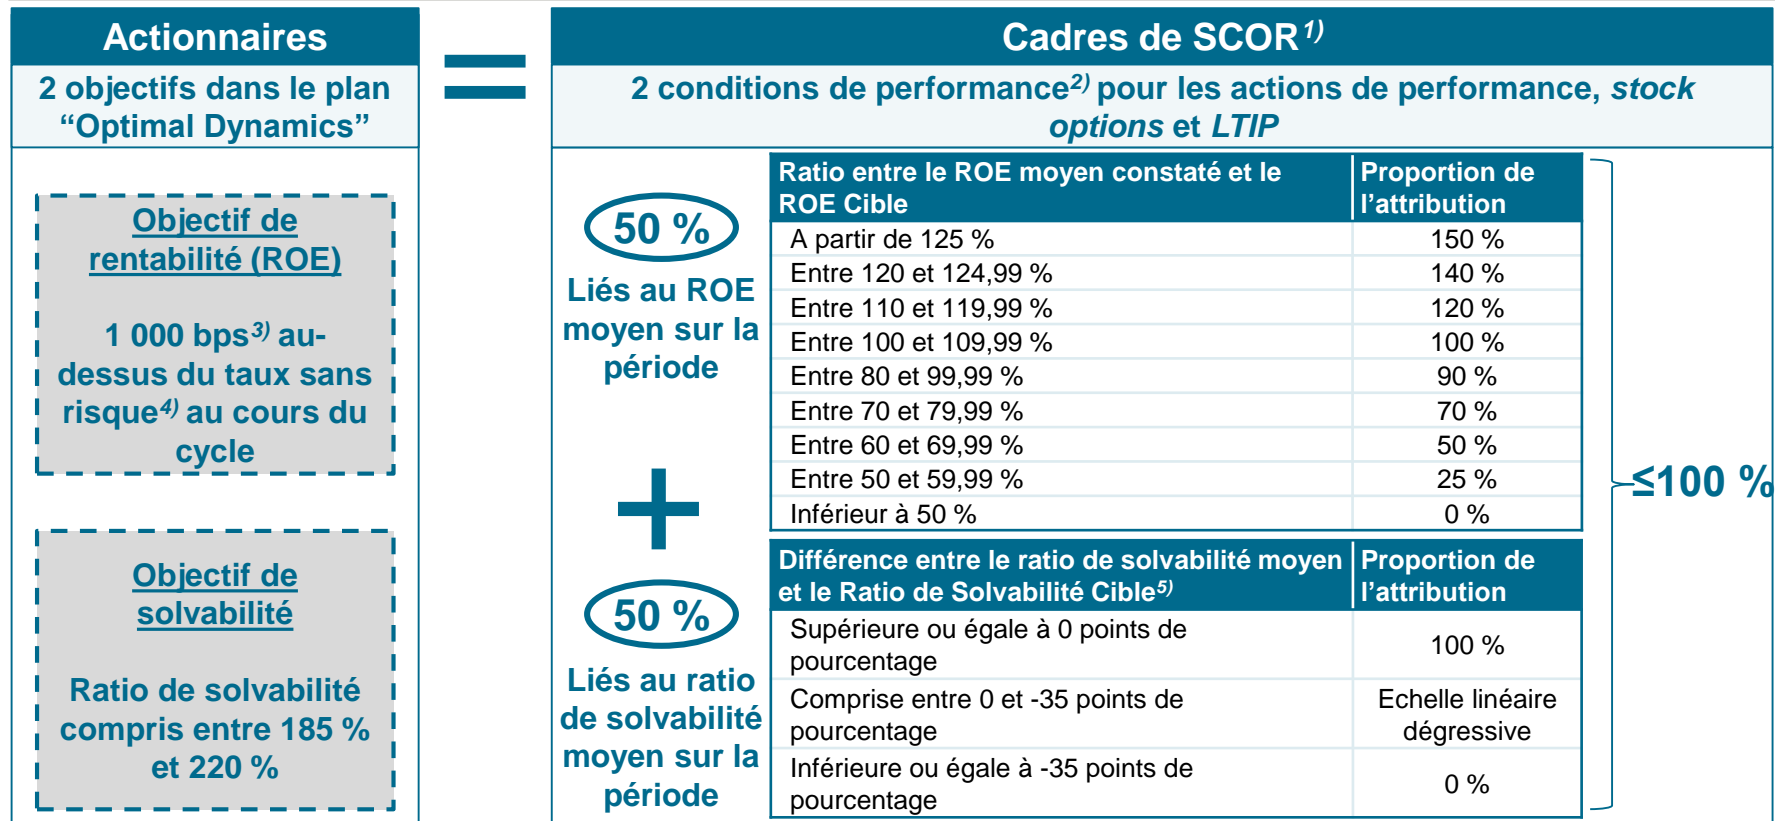 Actionnaires
2 objectifs dans le plan
“Optimal Dynamics”
Objectif de
rentabilité (ROE)
1 000 bps3) au-
dessus du taux sans
risque4) au cours du
cycle
Objectif de
solvabilité
Ratio de solvabilité
compris entre 185 %
et 220 %
=
Cadres de SCOR1)
2 conditions de performance2) pour les actions de performance, stock
options et LTIP
50 %
Liés au ROE
moyen sur la
période
Ratio entre le ROE moyen constaté et le
ROE Cible
Proportion de
l’attribution
A partir de 125 % 150 %
Entre 120 et 124,99 % 140 %
Entre 110 et 119,99 % 120 %
Entre 100 et 109,99 % 100 %
Entre 80 et 99,99 % 90 %
Entre 70 et 79,99 % 70 %
Entre 60 et 69,99 % 50 %
Entre 50 et 59,99 % 25 %
Inférieur à 50 % 0 %
+
50 %
Liés au ratio
de solvabilité
moyen sur la
période
Différence entre le ratio de solvabilité moyen
et le Ratio de Solvabilité Cible5)
Proportion de
l’attribution
Supérieure ou égale à 0 points de
pourcentage
100 %
Comprise entre 0 et -35 points de
pourcentage
Echelle linéaire
dégressive
Inférieure ou égale à -35 points de
pourcentage
0 %
≤100 %